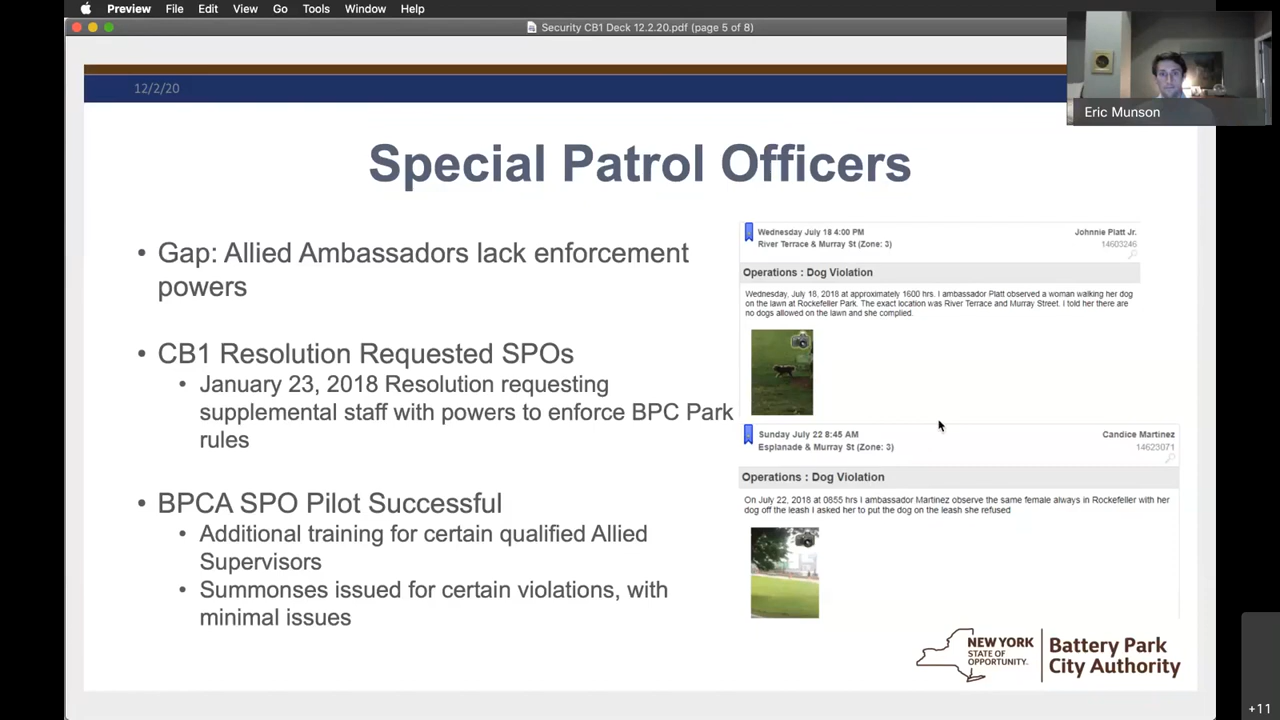 Preview File Edit View Go Tools Window Help
Security CB1 Deck 12.2.20.pdf (page 5 of 8)
Eric Munson
12/2/20
Special Patrol Officers
• Gap: Allied Ambassadors lack enforcement
powers
• CB1 Resolution Requested SPOs
• January 23, 2018 Resolution requesting
supplemental staff with powers to enforce BPC Park
rules
• BPCA SPO Pilot Successful
• Additional training for certain qualified Allied
Supervisors
• Summonses issued for certain violations, with
minimal issues
Wednesday July 18 4:00 PM Johnnie Platt Jr.
River Terrace & Murray St (Zone: 3) 14603246
Operations : Dog Violation
Wednesday, July 18, 2018 at approximately 1600 hrs. I ambassador Platt observed a woman walking her dog
on the lawn at Rockefeller Park. The exact location was River Terrace and Murray Street. I told her there are
no dogs allowed on the lawn and she complied.
Sunday July 22 8:45 AM Candice Martinez
Esplanade & Murray St (Zone: 3) 14623071
Operations : Dog Violation
On July 22, 2018 at 0855 hrs I ambassador Martinez observe the same female always in Rockefeller with her
dog off the leash I asked her to put the dog on the leash she refused
NEW YORK
STATE OF
OPPORTUNITY.
Battery Park
City Authority
+11